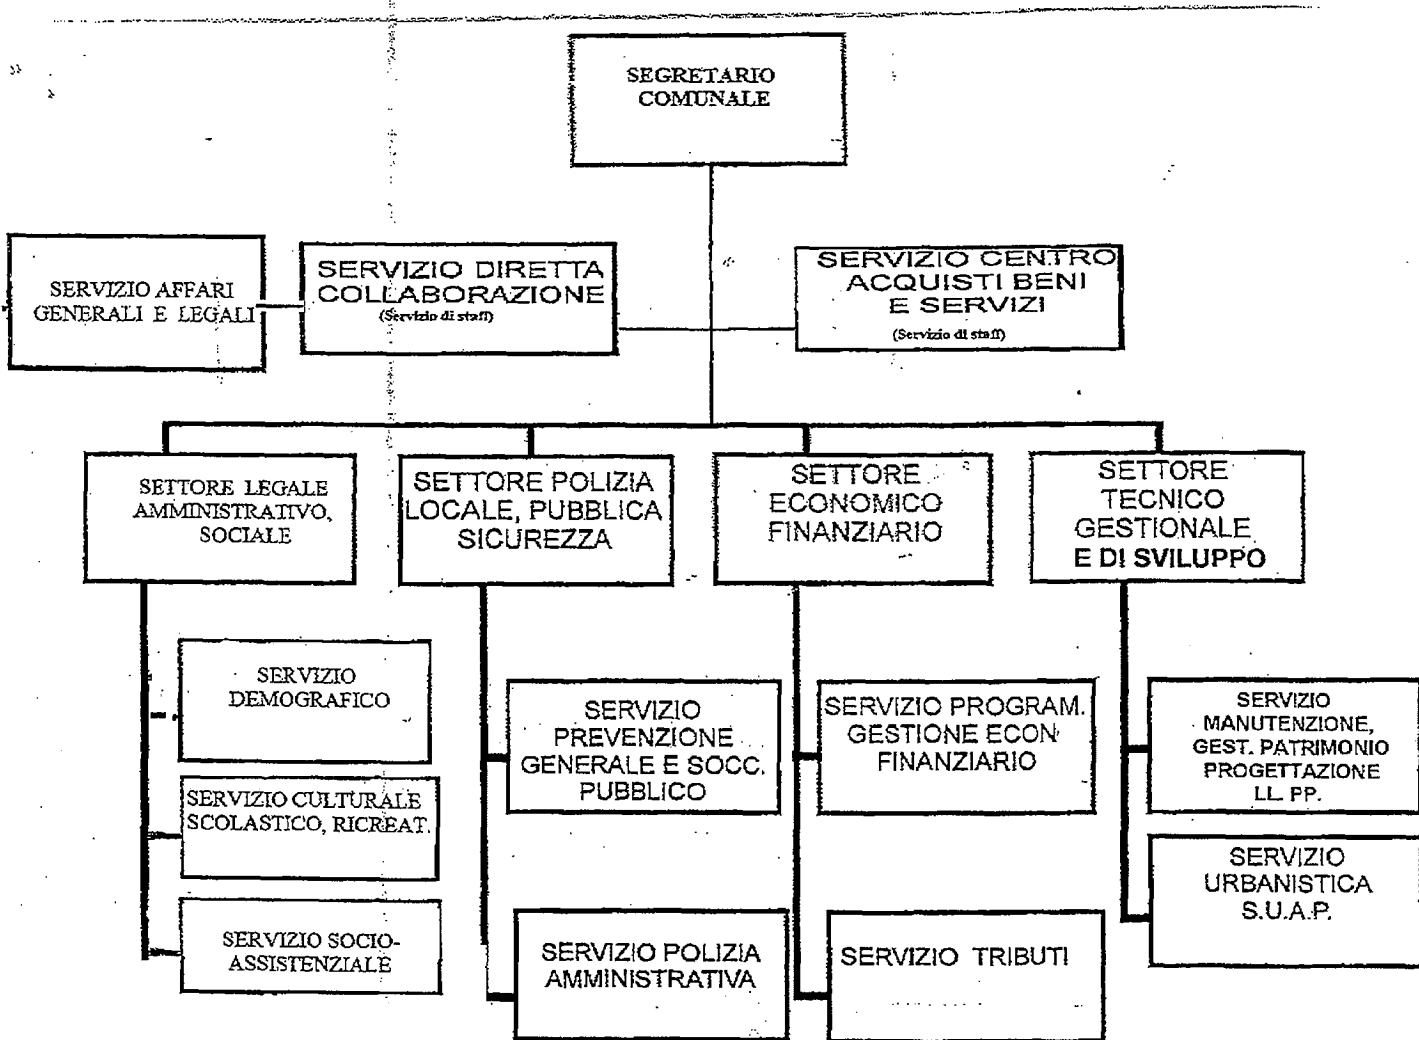 SEGRETARIO
COMUNALE
SERVIZIO AFFARI
GENERALI E LEGALI
SERVIZIO DIRETTA
COLLABORAZIONE
(Servizio di staff)
SERVIZIO CENTRO
ACQUISTI BENI
E SERVIZI
(Servizio di staff)
SETTORE LEGALE
AMMINISTRATIVO,
SOCIALE
SETTORE POLIZIA
LOCALE, PUBBLICA
SICUREZZA
SETTORE
ECONOMICO
FINANZIARIO
SETTORE
TECNICO
GESTIONALE
E DI SVILUPPO
SERVIZIO
DEMOGRAFICO
SERVIZIO CULTURALE
SCOLASTICO, RICREAT.
SERVIZIO SOCIO-
ASSISTENZIALE
SERVIZIO
PREVENZIONE
GENERALE E SOCC.
PUBBLICO
SERVIZIO POLIZIA
AMMINISTRATIVA
SERVIZIO PROGRAM.
GESTIONE ECON
FINANZIARIO
SERVIZIO TRIBUTI
SERVIZIO
MANUTENZIONE,
GEST. PATRIMONIO
PROGETTAZIONE
LL. PP.
SERVIZIO
URBANISTICA
S.U.A.P.